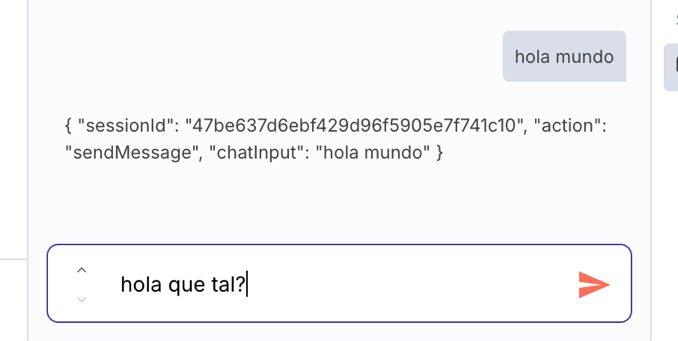 hola mundo
{ "sessionId": "47be637d6ebf429d96f5905e7f741c10", "action":
"sendMessage", "chatInput": "hola mundo" }
hola que tal?